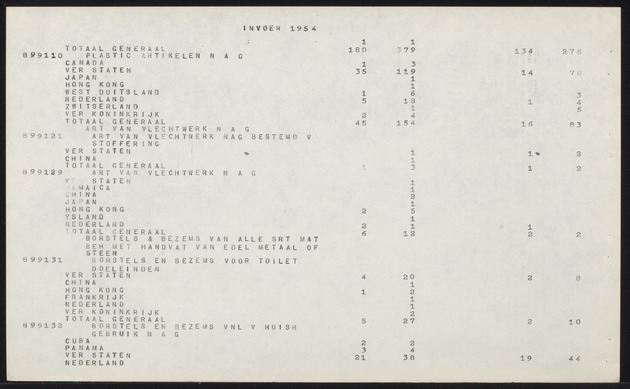 INVOER 1954
1 1
TOTAAL GENERAAL 180 379 134 276
899110 PLASTIC ARTIKELEN N A G
CANADA 1 3
VER STATEN 35 119 14 70
JAPAN 1
HONG KONG 1
WEST DUITSLAND 1 6 3
NEDERLAND 5 18 1 4
ZWITSERLAND 1 5
VER KONINKRIJK 2 4
TOTAAL GENERAAL 45 154 16 83
ART VAN VLECHTWERK N A G
899121 ART VAN VLECHTWERK NAG BESTEMD V
STOFFERING
VER STATEN 1 1 2
CHINA 1
TOTAAL GENERAAL 3 1 2
899129 ART VAN VLECHTWERK N A G
STATEN 1
JAMAICA 1
CHINA 2
JAPAN 1
HONG KONG 2 5
YSLAND 1
NEDERLAND 2 1 1
TOTAAL GENERAAL 6 12 2 2
BORSTELS & BEZEMS VAN ALLE SRT MAT
BEH MET HANDVAT VAN EDEL METAAL OF
STEEN
899131 BORSTELS EN BEZEMS VOOR TOILET
DOELEINDEN
VER STATEN 4 20 2 8
CHINA 1
HONG KONG 1 2
FRANKRIJK 1
NEDERLAND 1
VER KONINKRIJK 2
TOTAAL GENERAAL 5 27 2 10
899132 BORSTELS EN BEZEMS VNL V HUISH
GEBRUIK N A G
CUBA 2 2
PANAMA 3 4
VER STATEN 21 38 19 44
NEDERLAND